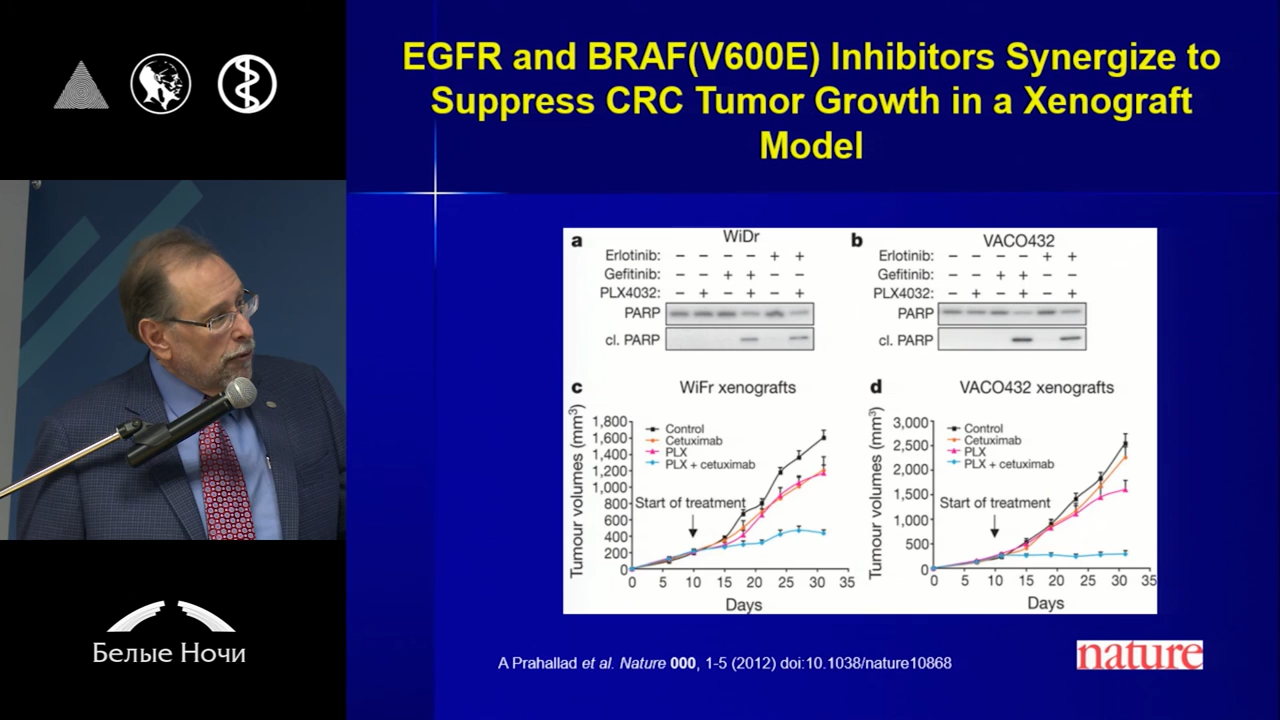 EGFR and BRAF(V600E) Inhibitors Synergize to
Suppress CRC Tumor Growth in a Xenograft
Model
a
WiDr
Erlotinib: – – – – + +
Gefitinib: – – + + – –
PLX4032: – + – + – +
PARP
cl. PARP
b
VACO432
Erlotinib: – – – – + +
Gefitinib: – – + + – –
PLX4032: – + – + – +
PARP
cl. PARP
c
WiFr xenografts
Tumour volumes (mm³)
1,800
1,600
1,400
1,200
1,000
800
600
400
200
0
Control
Cetuximab
PLX
PLX + cetuximab
Start of treatment
0 5 10 15 20 25 30 35
Days
d
VACO432 xenografts
Tumour volumes (mm³)
3,000
2,500
2,000
1,500
1,000
500
0
Control
Cetuximab
PLX
PLX + cetuximab
Start of treatment
0 5 10 15 20 25 30 35
Days
A Prahallad et al. Nature 000, 1-5 (2012) doi:10.1038/nature10868
nature
Белые Ночи